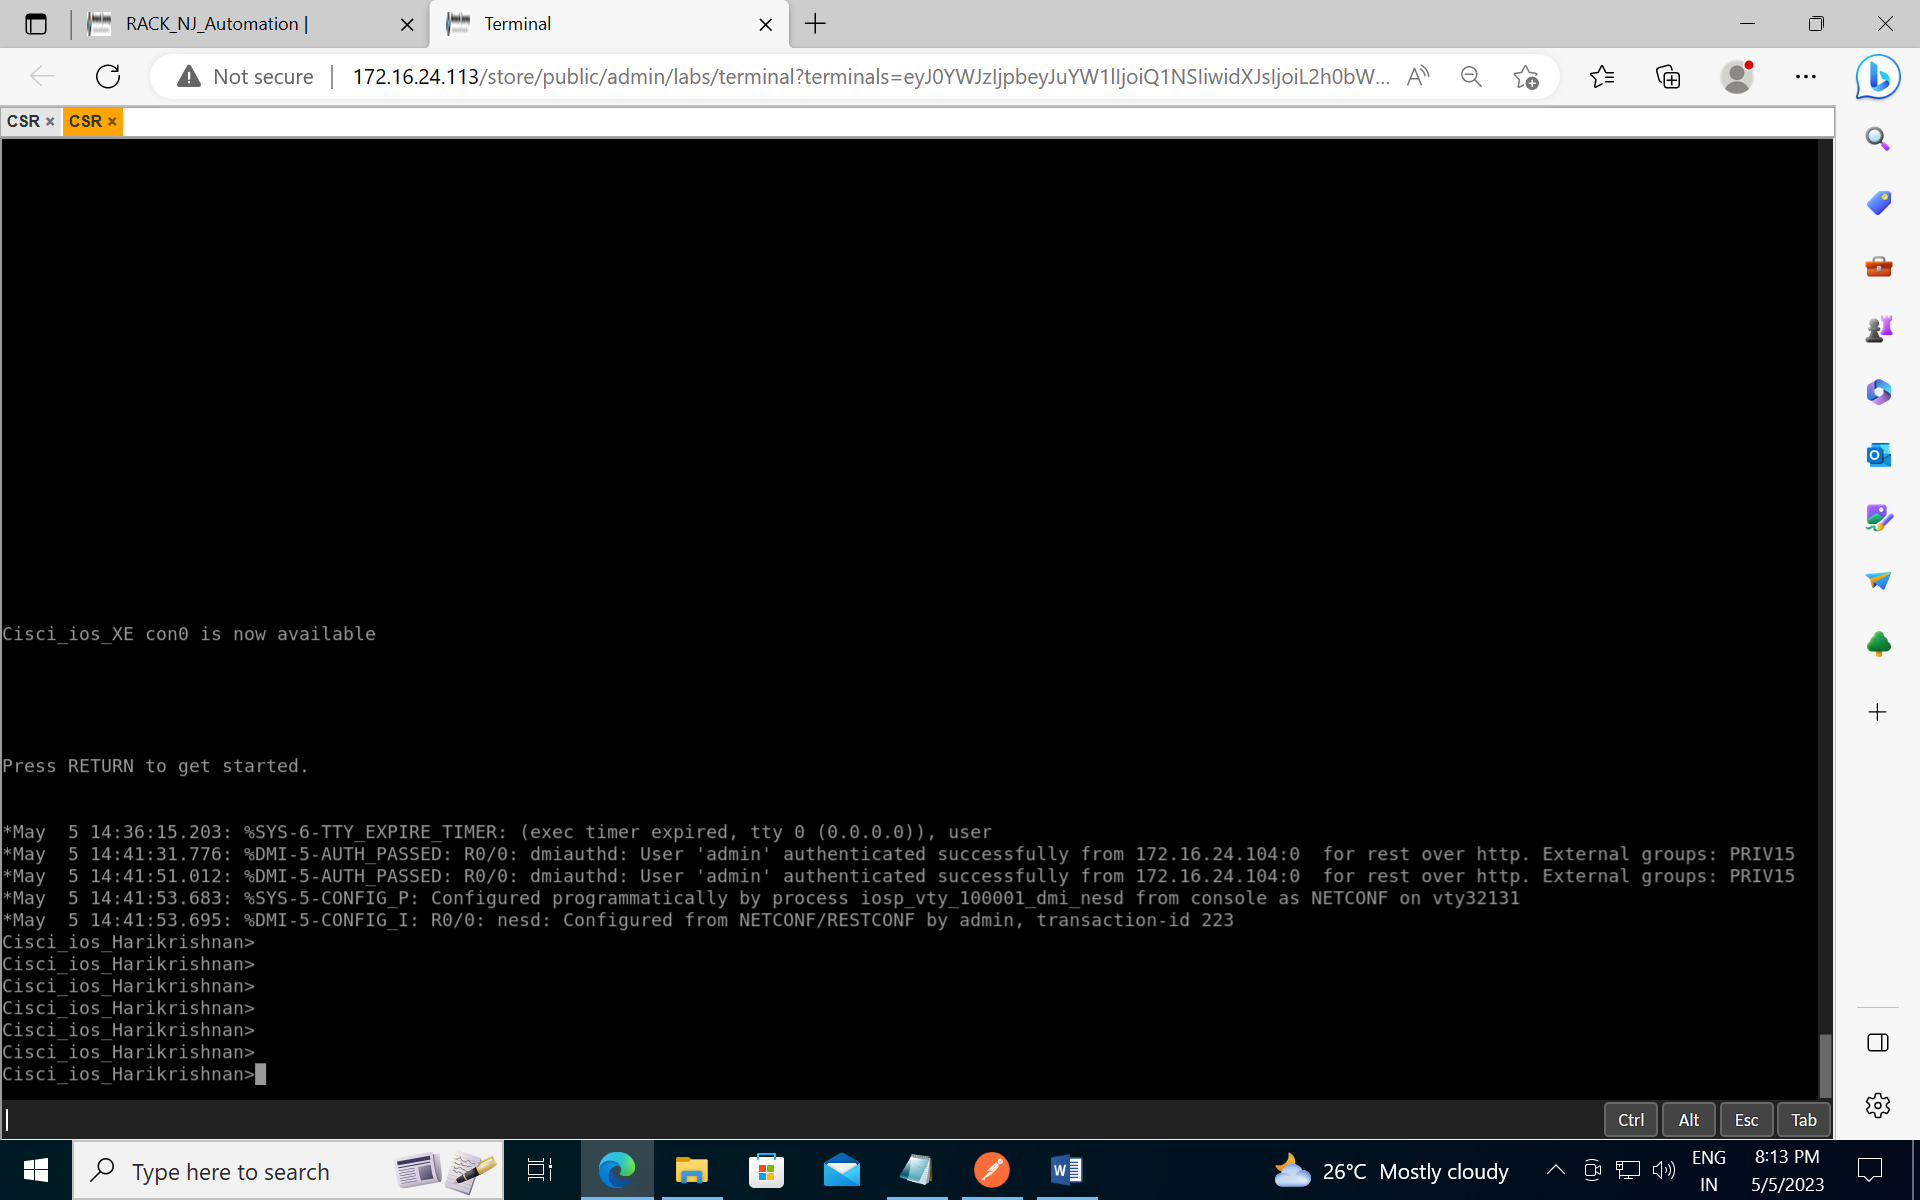 RACK_NJ_Automation |
Terminal
Not secure
172.16.24.113/store/public/admin/labs/terminal?terminals=eyJ0YWJzIjpbeyJuYW1lIjoiQ1NSIiwidXJsIjoiL2h0bW...
CSR × CSR ×
Cisci_ios_XE con0 is now available
Press RETURN to get started.
*May  5 14:36:15.203: %SYS-6-TTY_EXPIRE_TIMER: (exec timer expired, tty 0 (0.0.0.0)), user
*May  5 14:41:31.776: %DMI-5-AUTH_PASSED: R0/0: dmiauthd: User 'admin' authenticated successfully from 172.16.24.104:0  for rest over http. External groups: PRIV15
*May  5 14:41:51.012: %DMI-5-AUTH_PASSED: R0/0: dmiauthd: User 'admin' authenticated successfully from 172.16.24.104:0  for rest over http. External groups: PRIV15
*May  5 14:41:53.683: %SYS-5-CONFIG_P: Configured programmatically by process iosp_vty_100001_dmi_nesd from console as NETCONF on vty32131
*May  5 14:41:53.695: %DMI-5-CONFIG_I: R0/0: nesd: Configured from NETCONF/RESTCONF by admin, transaction-id 223
Cisci_ios_Harikrishnan>
Cisci_ios_Harikrishnan>
Cisci_ios_Harikrishnan>
Cisci_ios_Harikrishnan>
Cisci_ios_Harikrishnan>
Cisci_ios_Harikrishnan>
Cisci_ios_Harikrishnan>
Ctrl Alt Esc Tab
Type here to search
26°C Mostly cloudy
ENG
IN
8:13 PM
5/5/2023